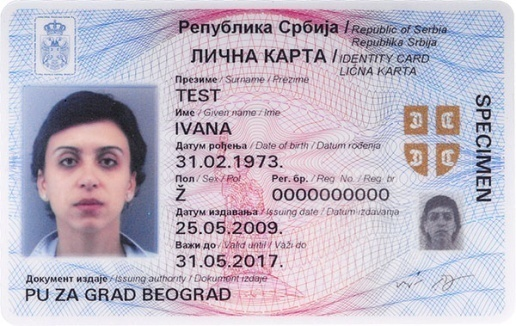 Република Србија / Republic of Serbia
Republika Srbija
ЛИЧНА КАРТА / IDENTITY CARD
LIČNA KARTA
Презиме / Surname / Prezime
TEST
Име / Given name / Ime
IVANA
Датум рођења / Date of birth / Datum rođenja
31.02.1973.
Пол / Sex / Pol Рег. бр. / Reg. No / Reg. br
Ž 0000000000
Датум издавања / Issuing date / Datum izdavanja
25.05.2009.
Важи до / Valid until / Važi do
31.05.2017.
Документ издаје / Issuing authority / Dokument izdaje
PU ZA GRAD BEOGRAD
SPECIMEN